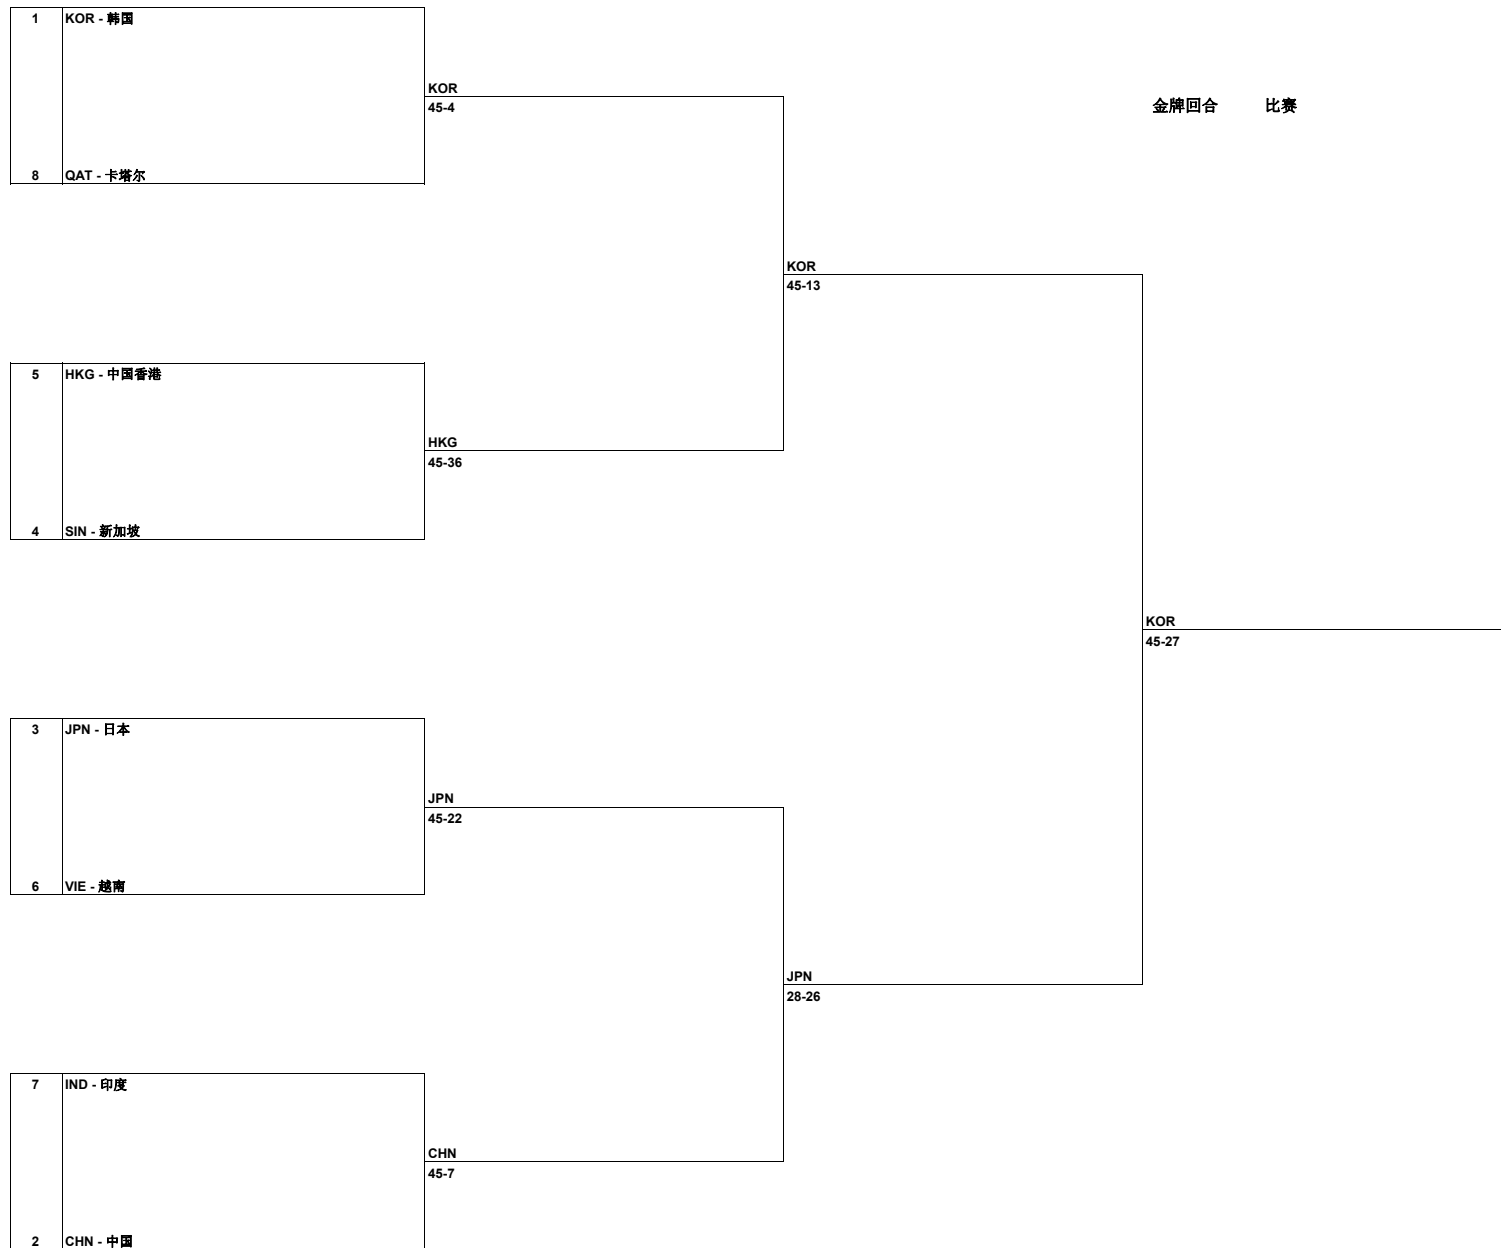 1 KOR - 韩国
KOR
45-4
金牌回合 比赛
8 QAT - 卡塔尔
KOR
45-13
5 HKG - 中国香港
HKG
45-36
4 SIN - 新加坡
KOR
45-27
3 JPN - 日本
JPN
45-22
6 VIE - 越南
JPN
28-26
7 IND - 印度
CHN
45-7
2 CHN - 中国